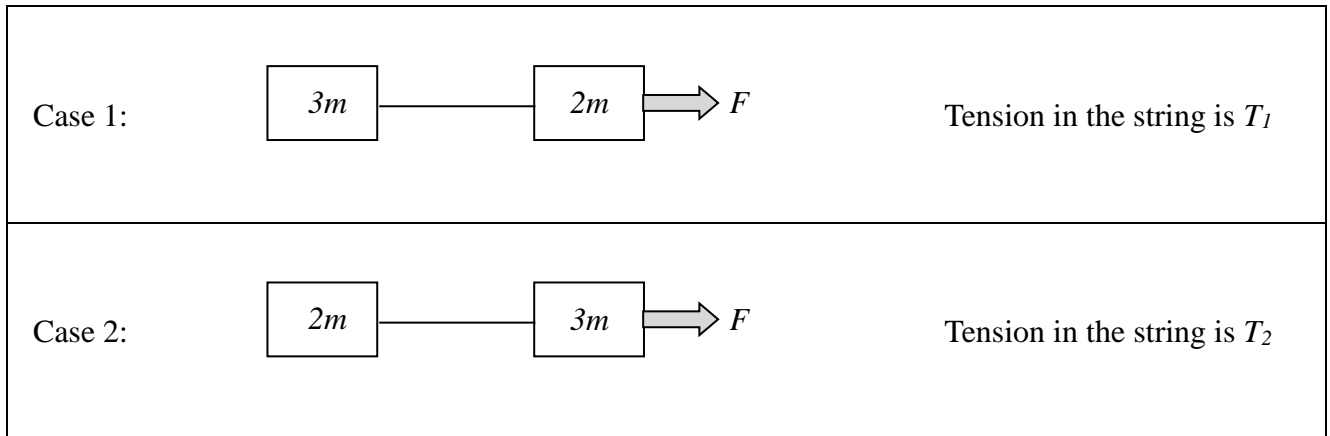 Case 1: 3m 2m F Tension in the string is T1
Case 2: 2m 3m F Tension in the string is T2